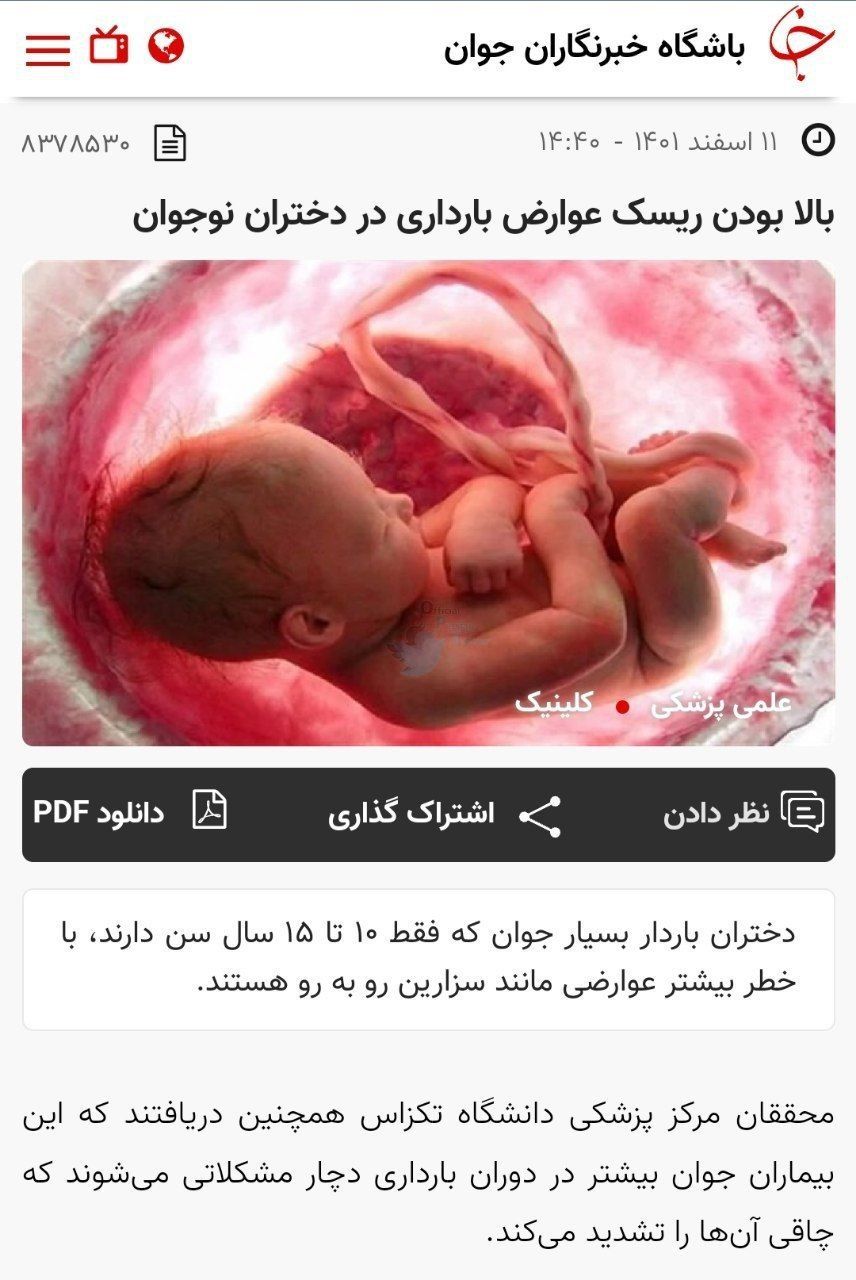 باشگاه خبرنگاران جوان
۱۱ اسفند ۱۴۰۱ - ۱۴:۴۰
۸۳۷۸۵۳۰
بالا بودن ریسک عوارض بارداری در دختران نوجوان
Official
علمی پزشکی • کلینیک
نظر دادن
اشتراک گذاری
دانلود PDF
دختران باردار بسیار جوان که فقط ۱۰ تا ۱۵ سال سن دارند، با
خطر بیشتر عوارضی مانند سزارین رو به رو هستند.
محققان مرکز پزشکی دانشگاه تکزاس همچنین دریافتند که این
بیماران جوان بیشتر در دوران بارداری دچار مشکلاتی می‌شوند که
چاقی آن‌ها را تشدید می‌کند.